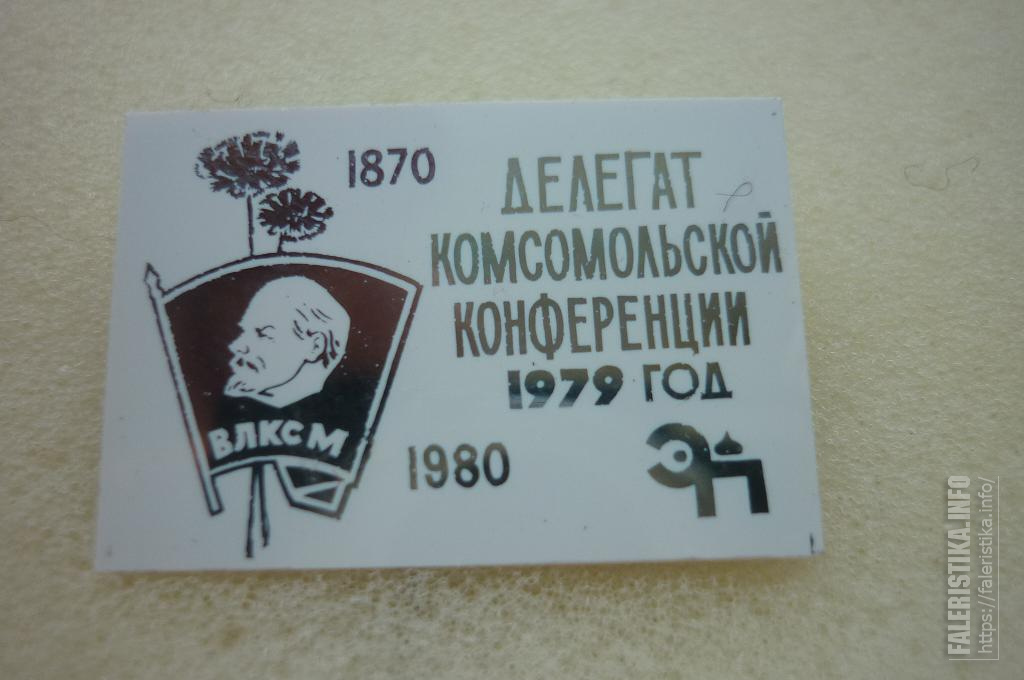 1870
ДЕЛЕГАТ
КОМСОМОЛЬСКОЙ
КОНФЕРЕНЦИИ
1979 ГОД
ВЛКСМ
1980
FALERISTIKA.INFO
https://faleristika.info/